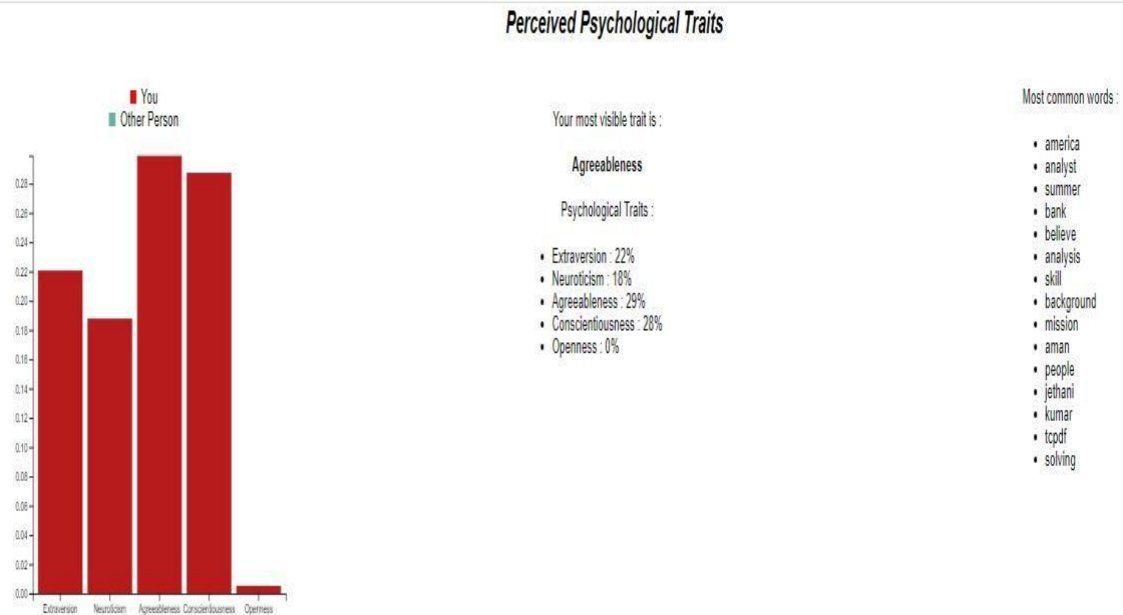 Perceived Psychological Traits
You
Other Person
0.28
0.26
0.24
0.22
0.20
0.18
0.16
0.14
0.12
0.10
0.08
0.06
0.04
0.02
0.00
Extraversion
Neuroticism
Agreeableness
Conscientiousness
Openness
Your most visible trait is :
Agreeableness
Psychological Traits :
• Extraversion : 22%
• Neuroticism : 18%
• Agreeableness : 29%
• Conscientiousness : 28%
• Openness : 0%
Most common words :
• america
• analyst
• summer
• bank
• believe
• analysis
• skill
• background
• mission
• aman
• people
• jethani
• kumar
• tcpdf
• solving